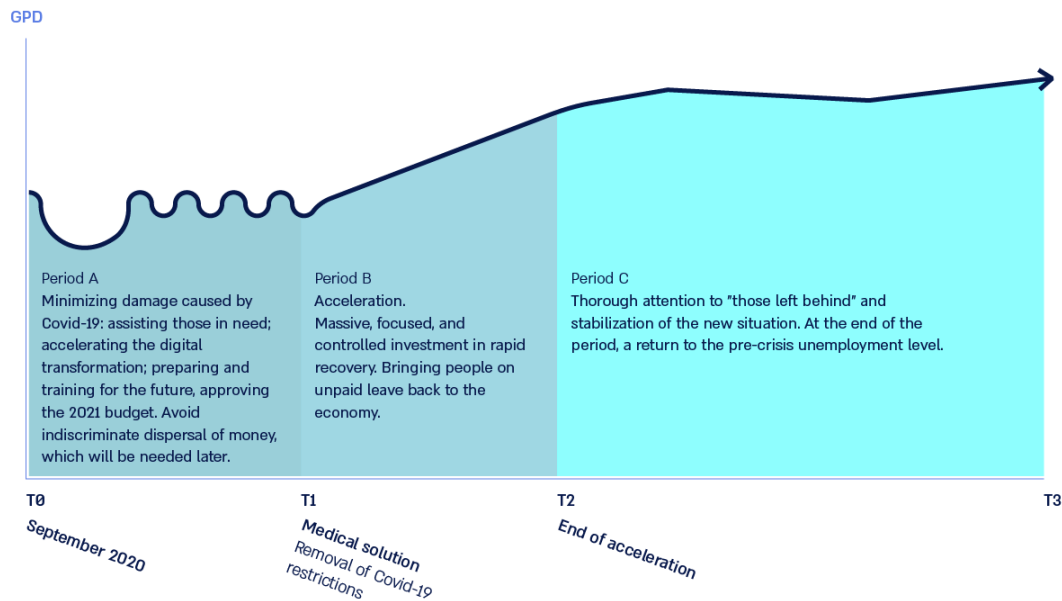 GPD
Period A
Minimizing damage caused by
Covid-19: assisting those in need;
accelerating the digital
transformation; preparing and
training for the future, approving
the 2021 budget. Avoid
indiscriminate dispersal of money,
which will be needed later.
Period B
Acceleration.
Massive, focused, and
controlled investment in rapid
recovery. Bringing people on
unpaid leave back to the
economy.
Period C
Thorough attention to "those left behind" and
stabilization of the new situation. At the end of the
period, a return to the pre-crisis unemployment level.
T0
September 2020
T1
Medical solution
Removal of Covid-19
restrictions
T2
End of acceleration
T3